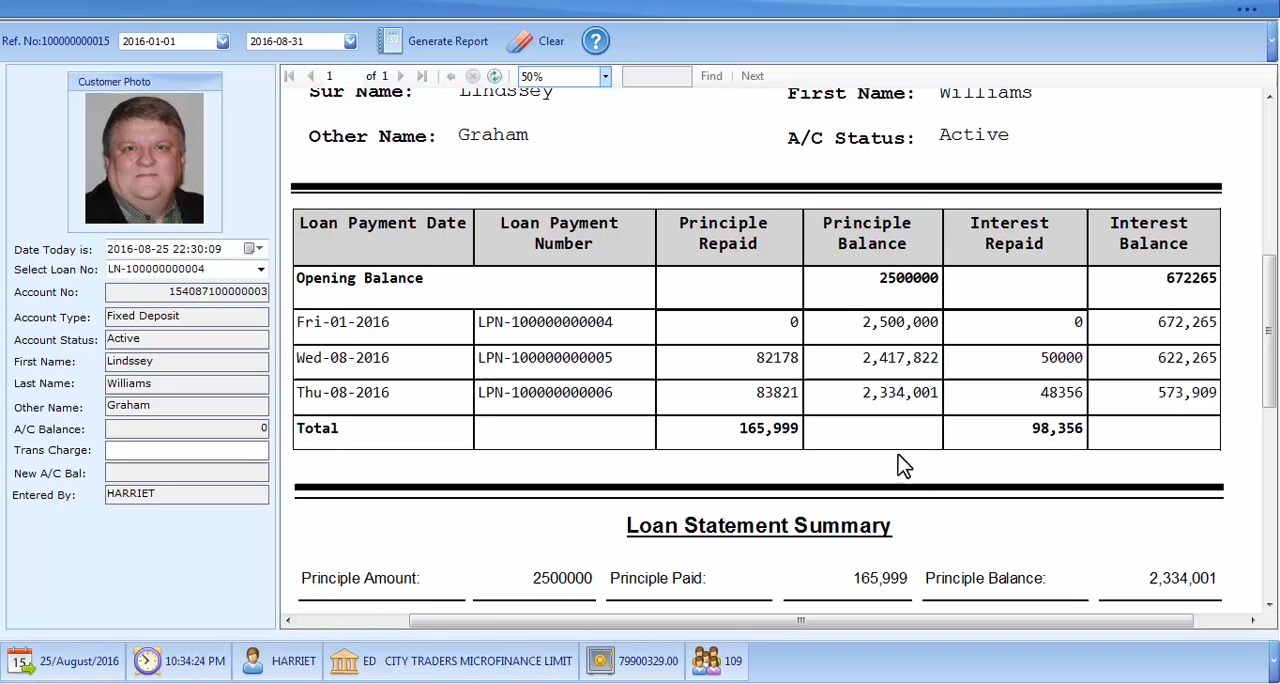 Ref. No:100000000015 2016-01-01 2016-08-31 Generate Report Clear ?
Customer Photo
1 of 1 50% Find Next
Sur Name: Lindssey First Name: Williams
Other Name: Graham A/C Status: Active
Date Today is: 2016-08-25 22:30:09
Select Loan No: LN-100000000004
Account No: 154087100000003
Account Type: Fixed Deposit
Account Status: Active
First Name: Lindssey
Last Name: Williams
Other Name: Graham
A/C Balance: 0
Trans Charge:
New A/C Bal:
Entered By: HARRIET
Loan Payment Date Loan Payment Number Principle Repaid Principle Balance Interest Repaid Interest Balance
Opening Balance 2500000 672265
Fri-01-2016 LPN-100000000004 0 2,500,000 0 672,265
Wed-08-2016 LPN-100000000005 82178 2,417,822 50000 622,265
Thu-08-2016 LPN-100000000006 83821 2,334,001 48356 573,909
Total 165,999 98,356
Loan Statement Summary
Principle Amount: 2500000 Principle Paid: 165,999 Principle Balance: 2,334,001
15 25/August/2016 10:34:24 PM HARRIET ED CITY TRADERS MICROFINANCE LIMIT 79900329.00 109